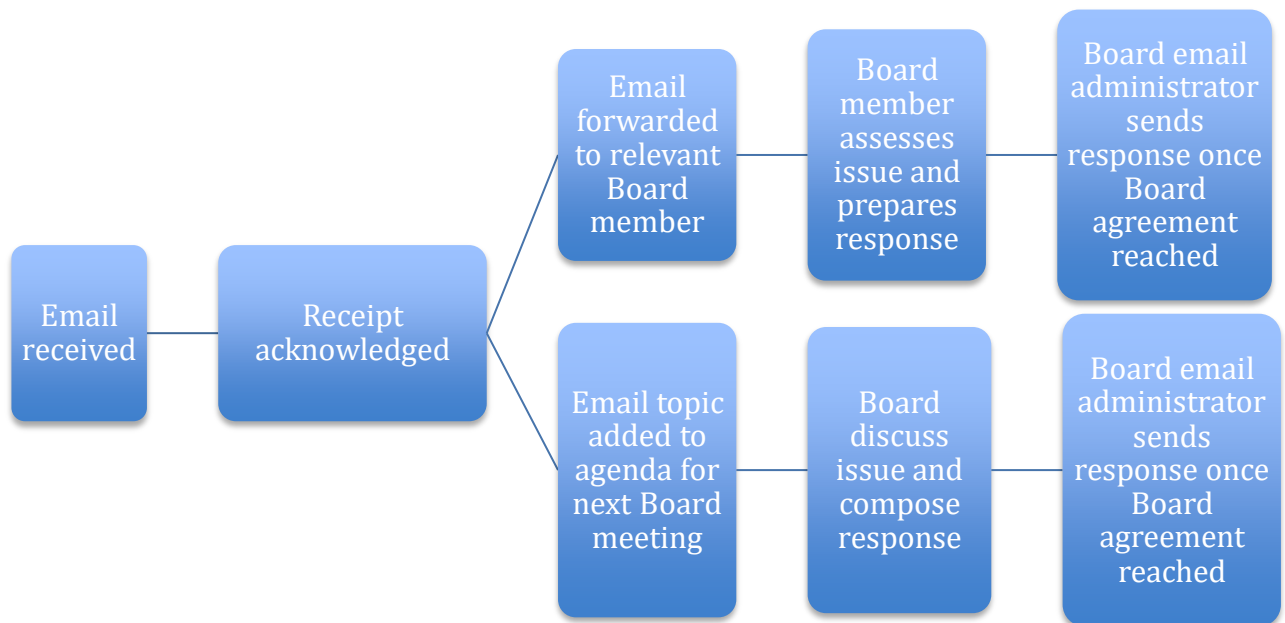 Email
received
Receipt
acknowledged
Email
forwarded
to relevant
Board
member
Board
member
assesses
issue and
prepares
response
Board email
administrator
sends
response once
Board
agreement
reached
Email topic
added to
agenda for
next Board
meeting
Board
discuss
issue and
compose
response
Board email
administrator
sends
response once
Board
agreement
reached